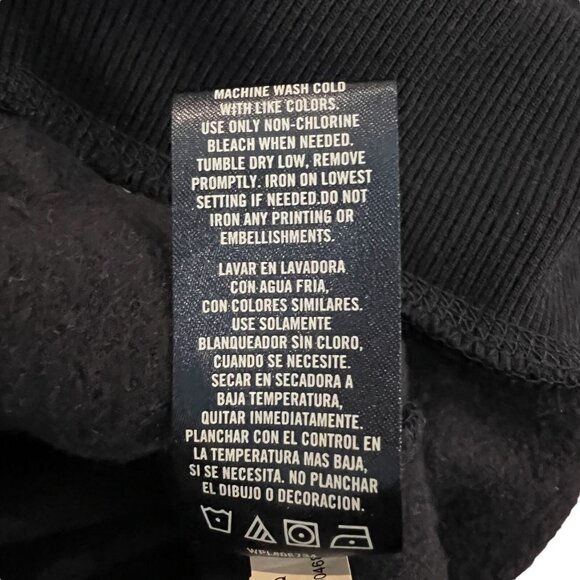 MACHINE WASH COLD
WITH LIKE COLORS.
USE ONLY NON-CHLORINE
BLEACH WHEN NEEDED.
TUMBLE DRY LOW, REMOVE
PROMPTLY. IRON ON LOWEST
SETTING IF NEEDED.DO NOT
IRON ANY PRINTING OR
EMBELLISHMENTS.
LAVAR EN LAVADORA
CON AGUA FRIA,
CON COLORES SIMILARES.
USE SOLAMENTE
BLANQUEADOR SIN CLORO,
CUANDO SE NECESITE.
SECAR EN SECADORA A
BAJA TEMPERATURA,
QUITAR INMEDIATAMENTE.
PLANCHAR CON EL CONTROL EN
LA TEMPERATURA MAS BAJA,
SI SE NECESITA. NO PLANCHAR
EL DIBUJO O DECORACION.